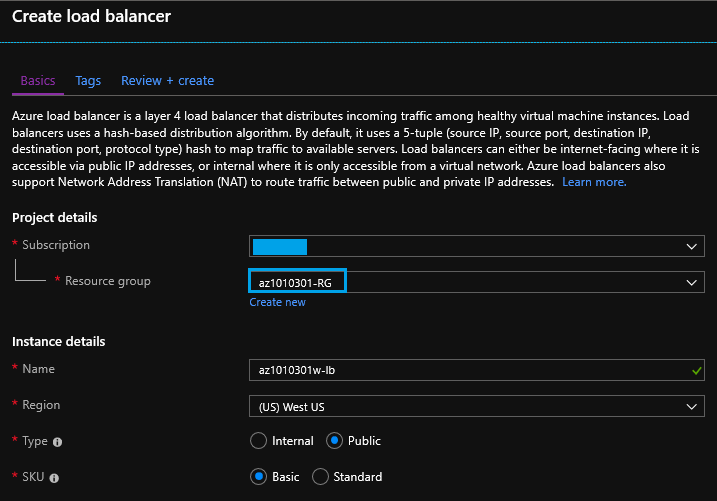 Create load balancer
Basics Tags Review + create
Azure load balancer is a layer 4 load balancer that distributes incoming traffic among healthy virtual machine instances. Load
balancers uses a hash-based distribution algorithm. By default, it uses a 5-tuple (source IP, source port, destination IP,
destination port, protocol type) hash to map traffic to available servers. Load balancers can either be internet-facing where it is
accessible via public IP addresses, or internal where it is only accessible from a virtual network. Azure load balancers also
support Network Address Translation (NAT) to route traffic between public and private IP addresses. Learn more.
Project details
* Subscription
* Resource group az1010301-RG
Create new
Instance details
* Name az1010301w-lb
* Region (US) West US
* Type Internal Public
* SKU Basic Standard